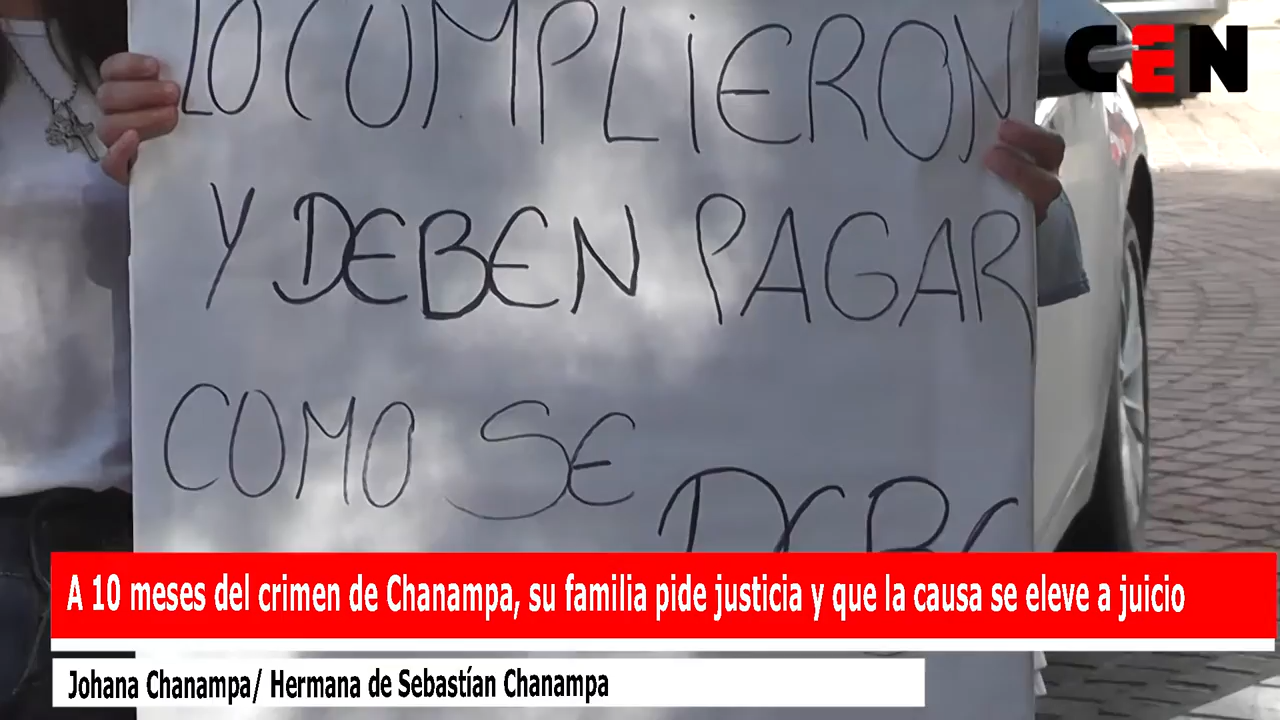 CEN
LO CUMPLIERON
Y DEBEN PAGAR
COMO SE DEBE
A 10 meses del crimen de Chanampa, su familia pide justicia y que la causa se eleve a juicio
Johana Chanampa/ Hermana de Sebastían Chanampa